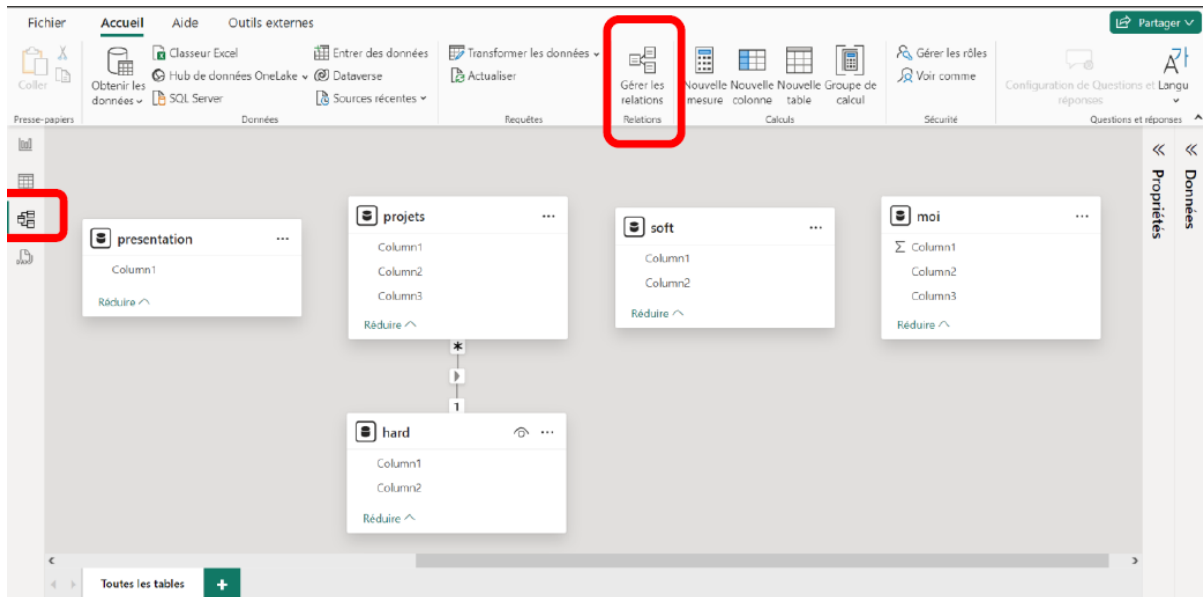 Fichier Accueil Aide Outils externes Partager
Coller
Obtenir les données
Classeur Excel
Hub de données OneLake
SQL Server
Entrer des données
Dataverse
Sources récentes
Transformer les données
Actualiser
Gérer les relations
Nouvelle mesure
Nouvelle colonne
Nouvelle table
Groupe de calcul
Gérer les rôles
Voir comme
Configuration de Questions et réponses
Langu
Presse-papiers Données Requêtes Relations Calculs Sécurité Questions et réponses
Propriétés
Données
presentation
Column1
Réduire
projets
Column1
Column2
Column3
Réduire
soft
Column1
Column2
Réduire
moi
Σ Column1
Column2
Column3
Réduire
*
1
hard
Column1
Column2
Réduire
Toutes les tables +